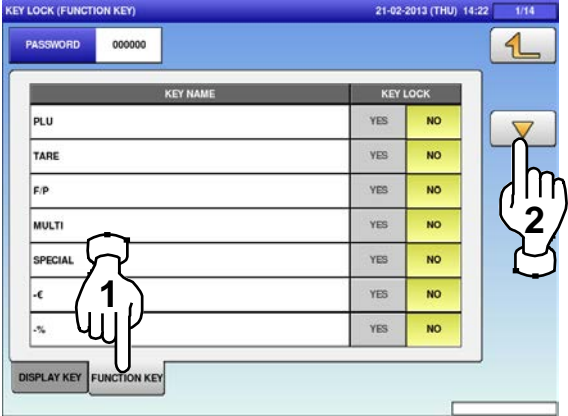 KEY LOCK (FUNCTION KEY) 21-02-2013 (THU) 14:22 1/14
PASSWORD 000000
KEY NAME KEY LOCK
PLU YES NO
TARE YES NO
F/P YES NO
MULTI YES NO
SPECIAL YES NO
-€ YES NO
-% YES NO
1
2
DISPLAY KEY FUNCTION KEY